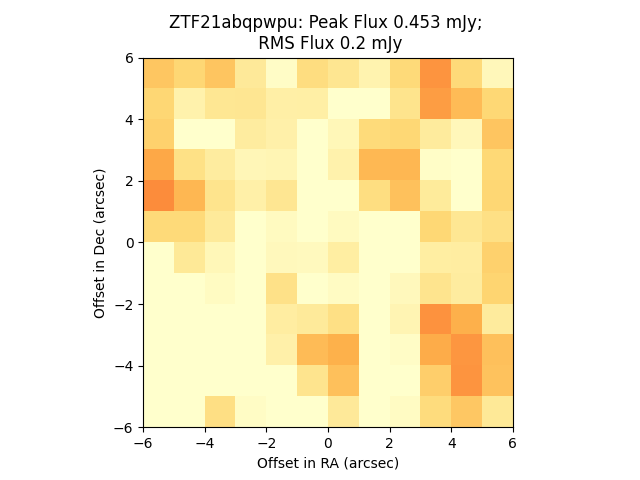 ZTF21abqpwpu: Peak Flux 0.453 mJy;
RMS Flux 0.2 mJy
6
4
2
0
−2
−4
−6
Offset in Dec (arcsec)
−6 −4 −2 0 2 4 6
Offset in RA (arcsec)